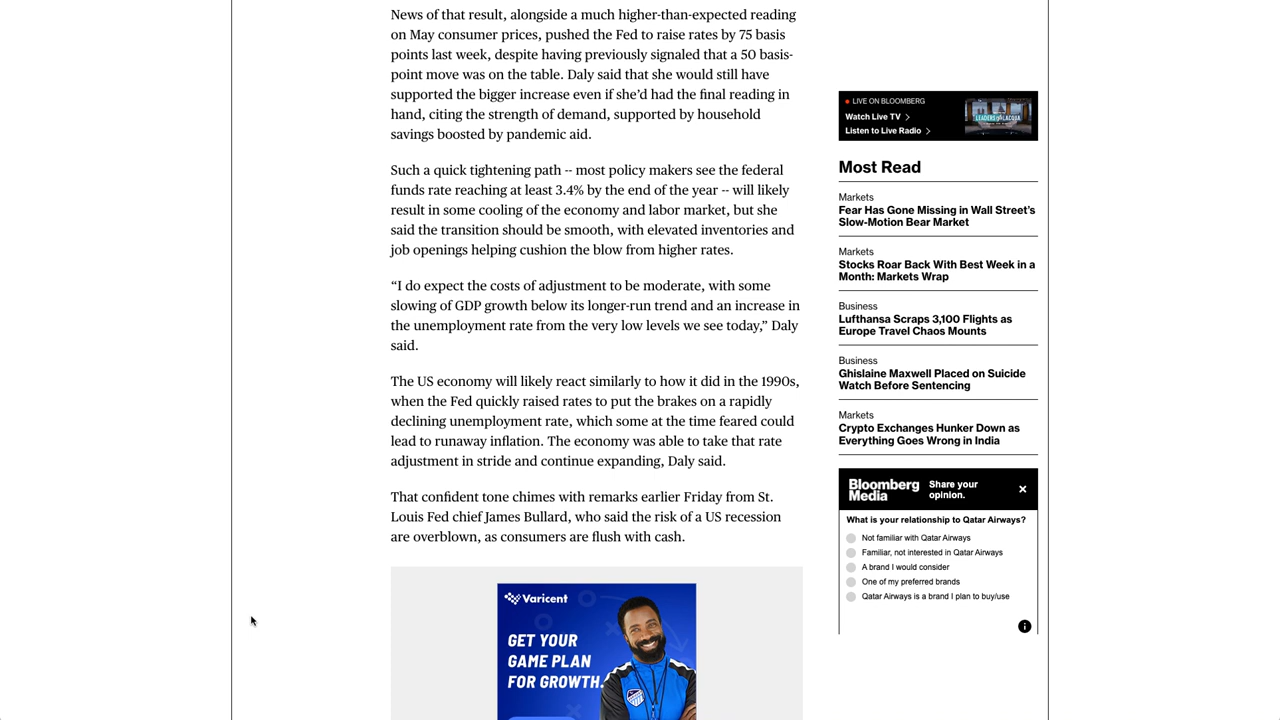 News of that result, alongside a much higher-than-expected reading
on May consumer prices, pushed the Fed to raise rates by 75 basis
points last week, despite having previously signaled that a 50 basis-
point move was on the table. Daly said that she would still have
supported the bigger increase even if she’d had the final reading in
hand, citing the strength of demand, supported by household
savings boosted by pandemic aid.
Such a quick tightening path -- most policy makers see the federal
funds rate reaching at least 3.4% by the end of the year -- will likely
result in some cooling of the economy and labor market, but she
said the transition should be smooth, with elevated inventories and
job openings helping cushion the blow from higher rates.
“I do expect the costs of adjustment to be moderate, with some
slowing of GDP growth below its longer-run trend and an increase in
the unemployment rate from the very low levels we see today,” Daly
said.
The US economy will likely react similarly to how it did in the 1990s,
when the Fed quickly raised rates to put the brakes on a rapidly
declining unemployment rate, which some at the time feared could
lead to runaway inflation. The economy was able to take that rate
adjustment in stride and continue expanding, Daly said.
That confident tone chimes with remarks earlier Friday from St.
Louis Fed chief James Bullard, who said the risk of a US recession
are overblown, as consumers are flush with cash.
Varicent
GET YOUR
GAME PLAN
FOR GROWTH.
LIVE ON BLOOMBERG
Watch Live TV
Listen to Live Radio
Most Read
Markets
Fear Has Gone Missing in Wall Street’s
Slow-Motion Bear Market
Markets
Stocks Roar Back With Best Week in a
Month: Markets Wrap
Business
Lufthansa Scraps 3,100 Flights as
Europe Travel Chaos Mounts
Business
Ghislaine Maxwell Placed on Suicide
Watch Before Sentencing
Markets
Crypto Exchanges Hunker Down as
Everything Goes Wrong in India
Bloomberg
Media
Share your
opinion.
What is your relationship to Qatar Airways?
Not familiar with Qatar Airways
Familiar, not interested in Qatar Airways
A brand I would consider
One of my preferred brands
Qatar Airways is a brand I plan to buy/use